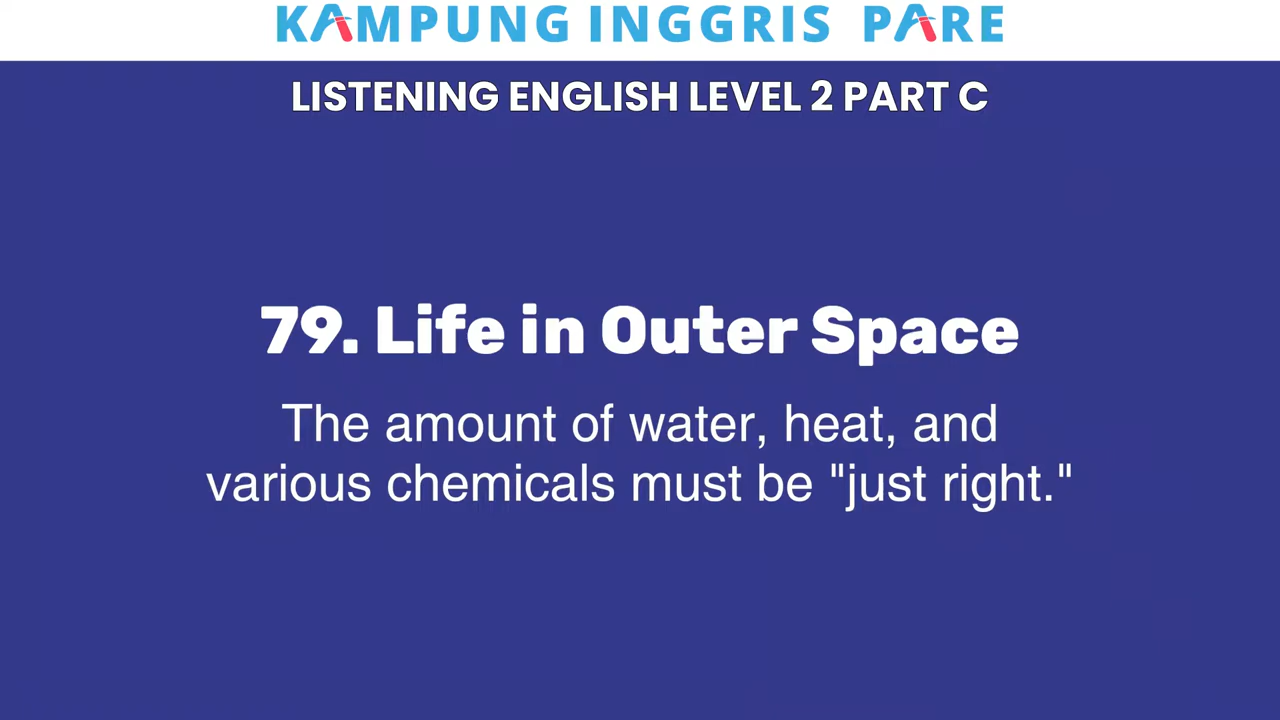 KAMPUNG INGGRIS PARE
LISTENING ENGLISH LEVEL 2 PART C
79. Life in Outer Space
The amount of water, heat, and
various chemicals must be "just right."